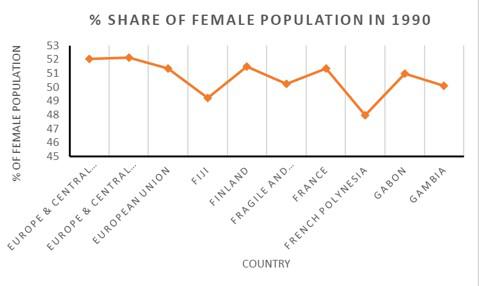 % SHARE OF FEMALE POPULATION IN 1990
% OF FEMALE POPULATION
53
52
51
50
49
48
47
46
45
EUROPE & CENTRAL…
EUROPE & CENTRAL…
EUROPEAN UNION
FIJI
FINLAND
FRAGILE AND…
FRANCE
FRENCH POLYNESIA
GABON
GAMBIA
COUNTRY